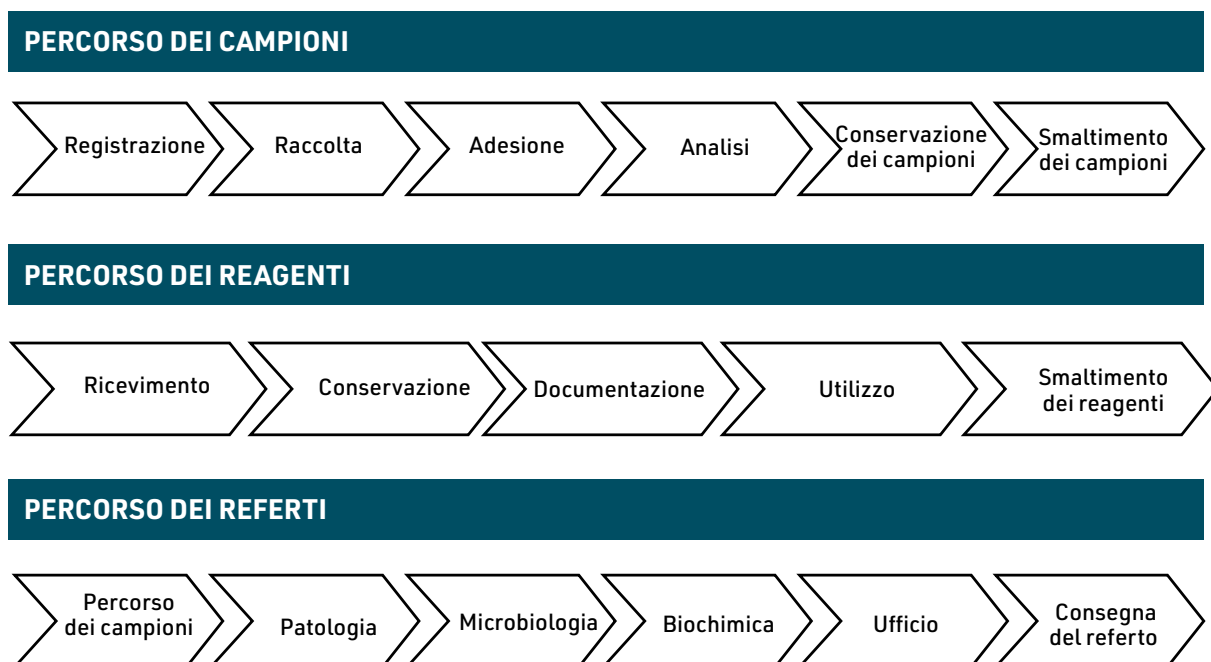 PERCORSO DEI CAMPIONI
Registrazione
Raccolta
Adesione
Analisi
Conservazione
dei campioni
Smaltimento
dei campioni
PERCORSO DEI REAGENTI
Ricevimento
Conservazione
Documentazione
Utilizzo
Smaltimento
dei reagenti
PERCORSO DEI REFERTI
Percorso
dei campioni
Patologia
Microbiologia
Biochimica
Ufficio
Consegna
del referto